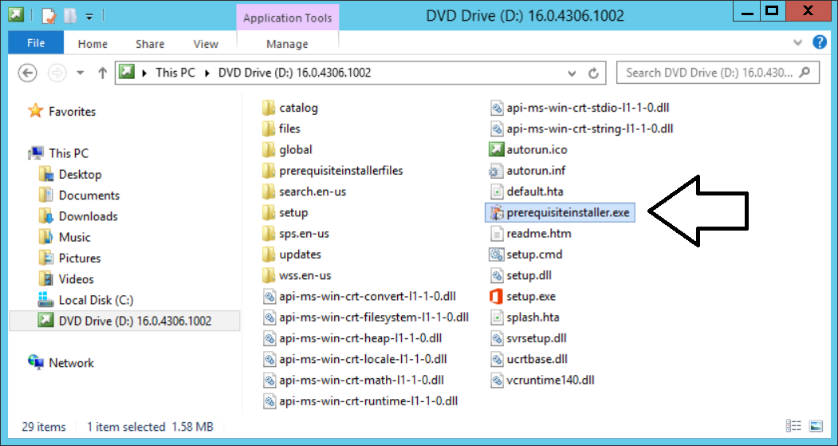 Application Tools
DVD Drive (D:) 16.0.4306.1002
File
Home
Share
View
Manage
This PC
DVD Drive (D:) 16.0.4306.1002
Search DVD Drive (D:) 16.0.430...
Favorites
This PC
Desktop
Documents
Downloads
Music
Pictures
Videos
Local Disk (C:)
DVD Drive (D:) 16.0.4306.1002
Network
catalog
files
global
prerequisiteinstallerfiles
search.en-us
setup
sps.en-us
updates
wss.en-us
api-ms-win-crt-convert-l1-1-0.dll
api-ms-win-crt-filesystem-l1-1-0.dll
api-ms-win-crt-heap-l1-1-0.dll
api-ms-win-crt-locale-l1-1-0.dll
api-ms-win-crt-math-l1-1-0.dll
api-ms-win-crt-runtime-l1-1-0.dll
api-ms-win-crt-stdio-l1-1-0.dll
api-ms-win-crt-string-l1-1-0.dll
autorun.ico
autorun.inf
default.hta
prerequisiteinstaller.exe
readme.htm
setup.cmd
setup.dll
setup.exe
splash.hta
svrsetup.dll
ucrtbase.dll
vcruntime140.dll
29 items
1 item selected 1.58 MB